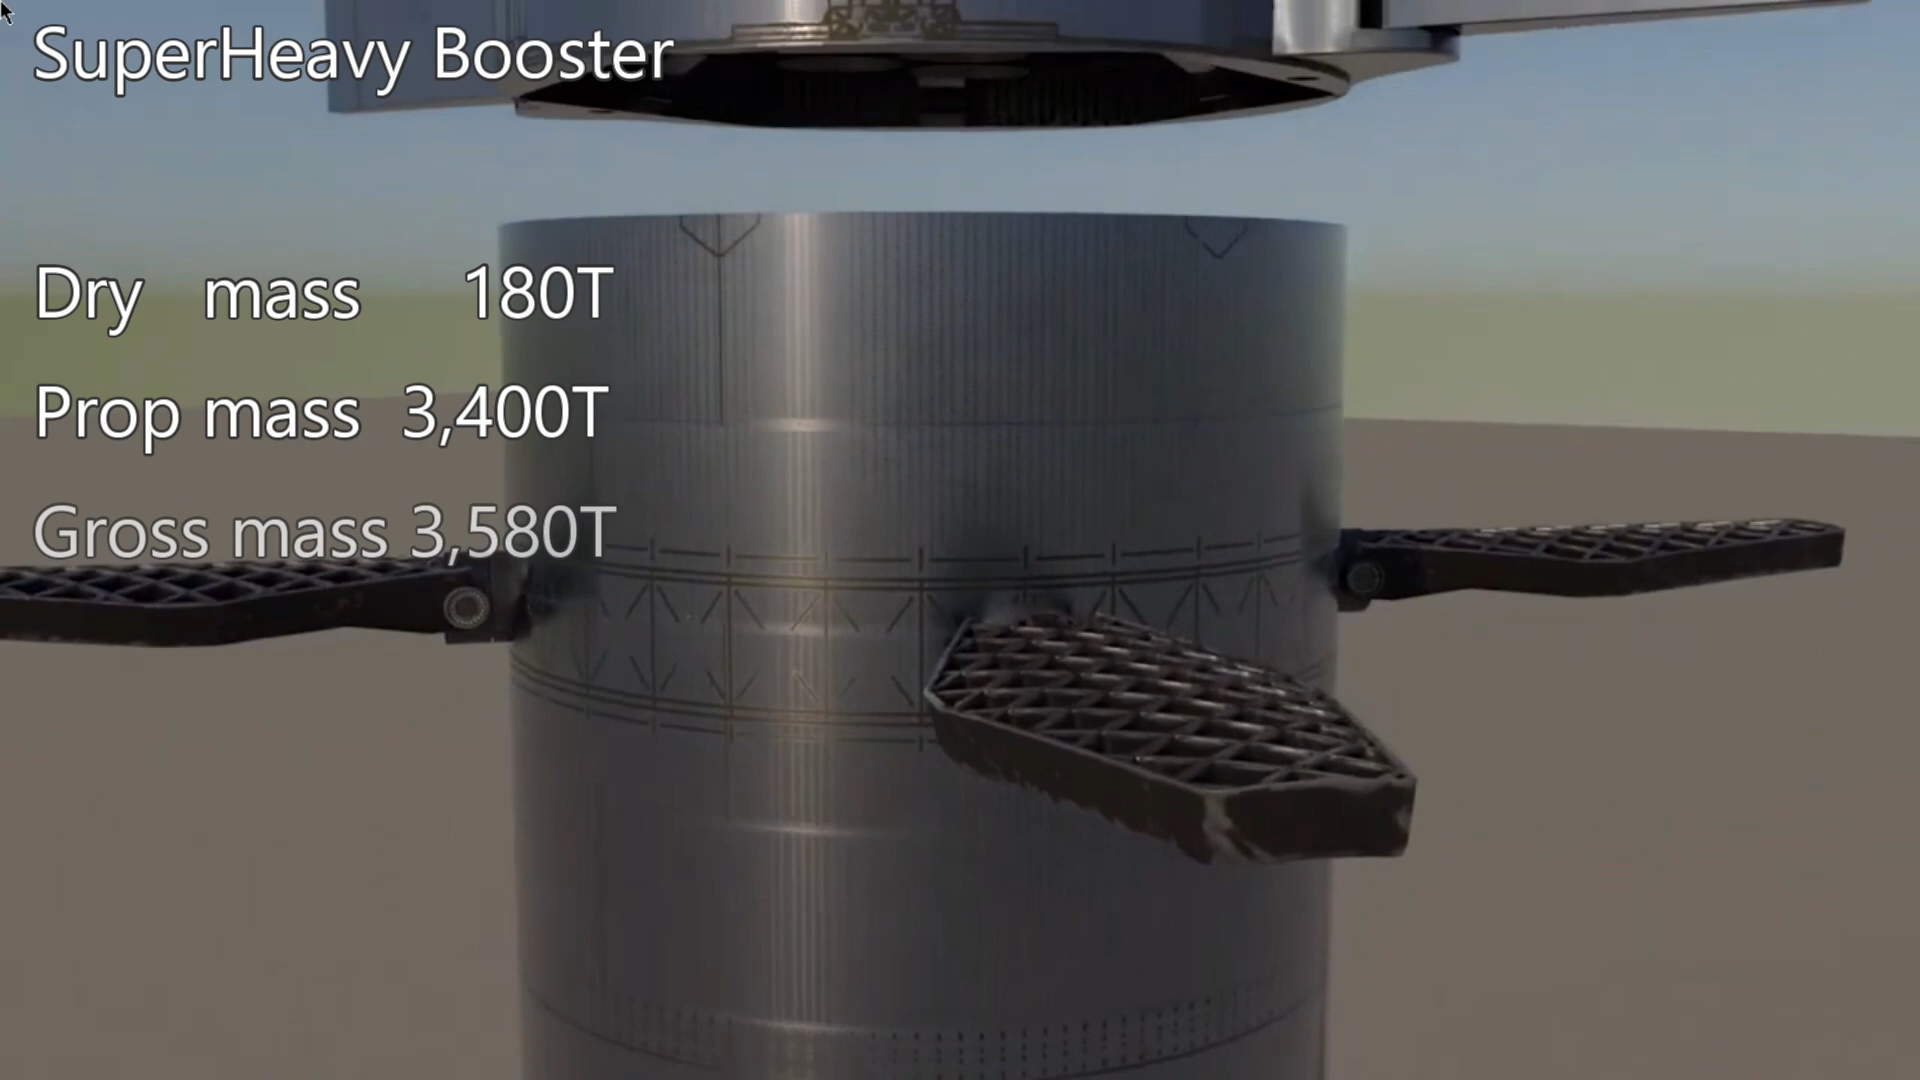 SuperHeavy Booster
Dry mass 180T
Prop mass 3,400T
Gross mass 3,580T